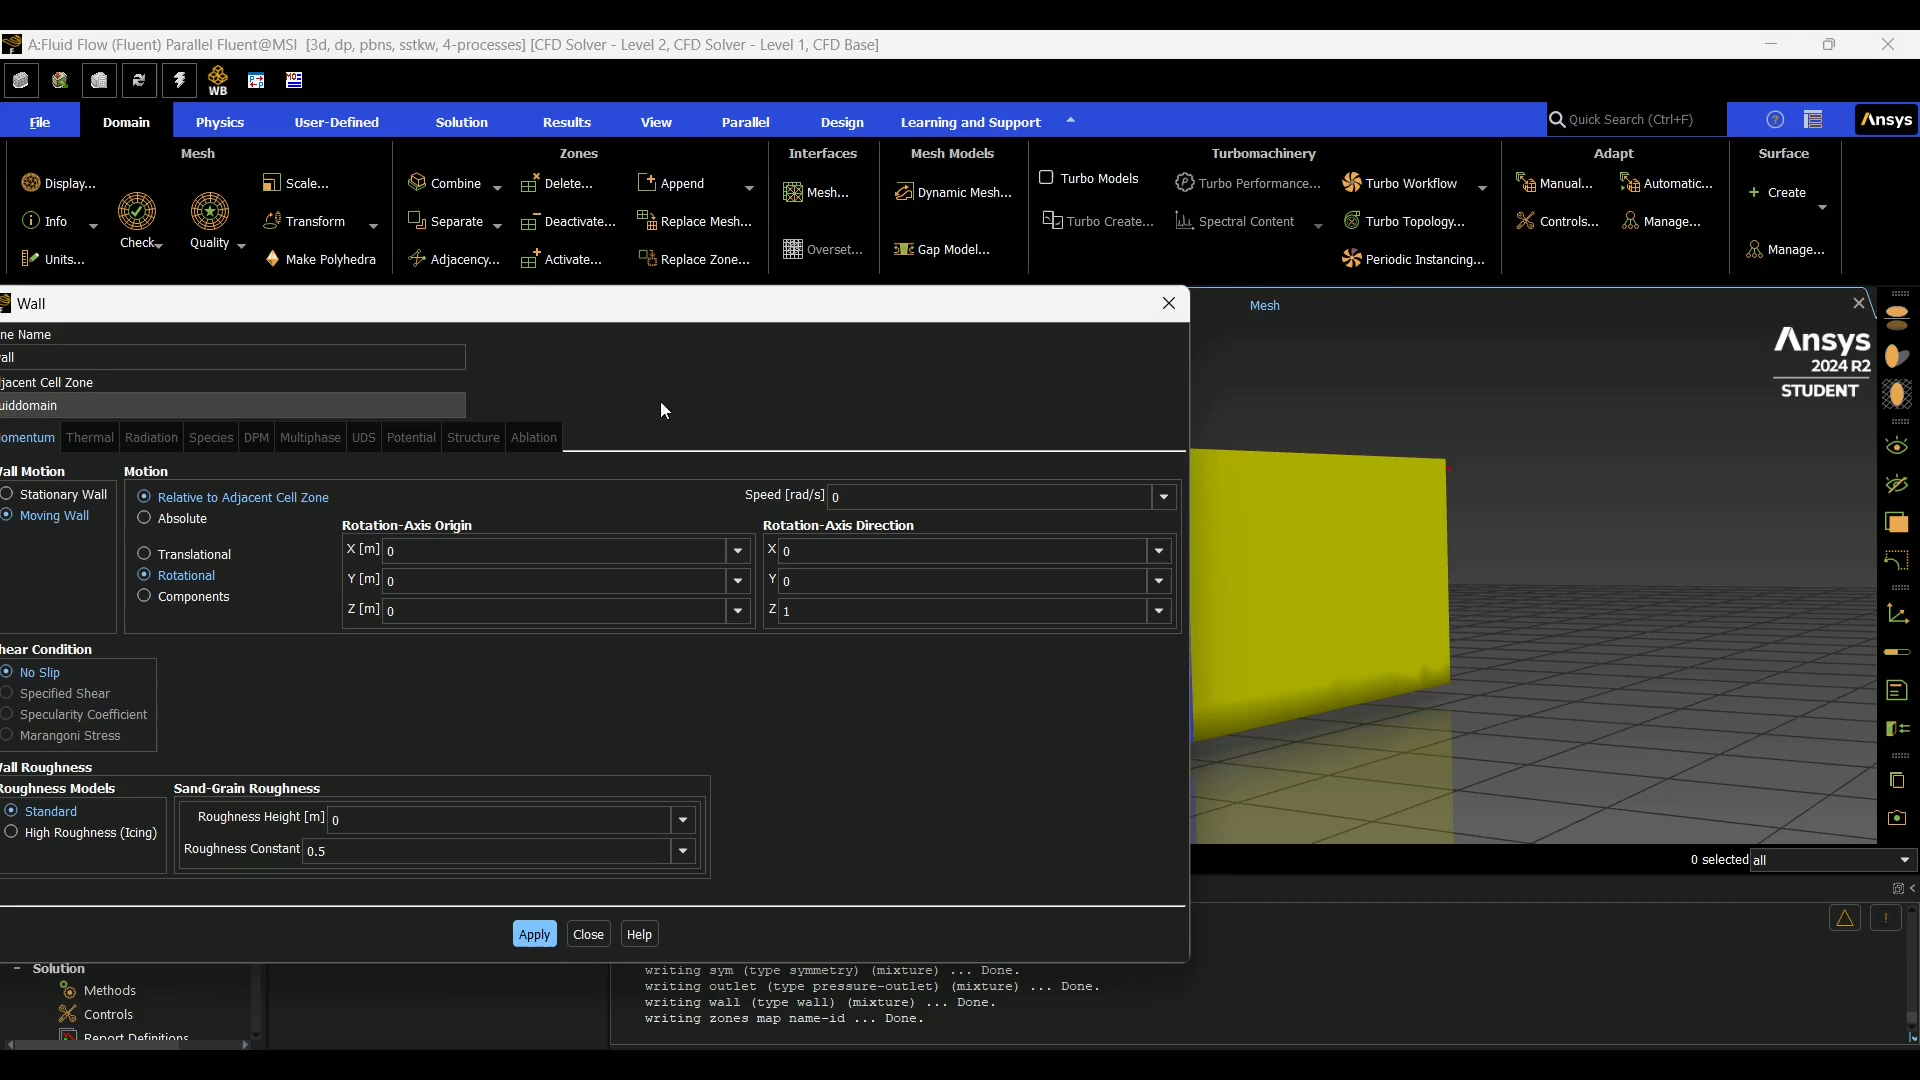 A:Fluid Flow (Fluent) Parallel Fluent@MSI [3d, dp, pbns, sstkw, 4-processes] [CFD Solver - Level 2, CFD Solver - Level 1, CFD Base]
WB
File Domain Physics User-Defined Solution Results View Parallel Design Learning and Support Quick Search (Ctrl+F) Ansys
Mesh Zones Interfaces Mesh Models Turbomachinery Adapt Surface
Display... Scale... Combine Delete... Append Mesh... Dynamic Mesh... Turbo Models Turbo Performance... Turbo Workflow Manual... Automatic... Create
Info Check Quality Transform Separate Deactivate... Replace Mesh... Turbo Create... Spectral Content Turbo Topology... Controls... Manage...
Units... Make Polyhedra Adjacency... Activate... Replace Zone... Overset... Gap Model... Periodic Instancing... Manage...
Wall
Mesh
Ansys
2024 R2
STUDENT
ne Name
all
jacent Cell Zone
uiddomain
omentum Thermal Radiation Species DPM Multiphase UDS Potential Structure Ablation
all Motion Motion
Stationary Wall Relative to Adjacent Cell Zone Speed [rad/s] 0
Moving Wall Absolute
Rotation-Axis Origin Rotation-Axis Direction
Translational X [m] 0 X 0
Rotational Y [m] 0 Y 0
Components Z [m] 0 Z 1
hear Condition
No Slip
Specified Shear
Specularity Coefficient
Marangoni Stress
all Roughness
Roughness Models Sand-Grain Roughness
Standard Roughness Height [m] 0
High Roughness (Icing) Roughness Constant 0.5
0 selected all
Apply Close Help
Solution
Methods
Controls
Report Definitions
writing sym (type symmetry) (mixture) ... Done.
writing outlet (type pressure-outlet) (mixture) ... Done.
writing wall (type wall) (mixture) ... Done.
writing zones map name-id ... Done.